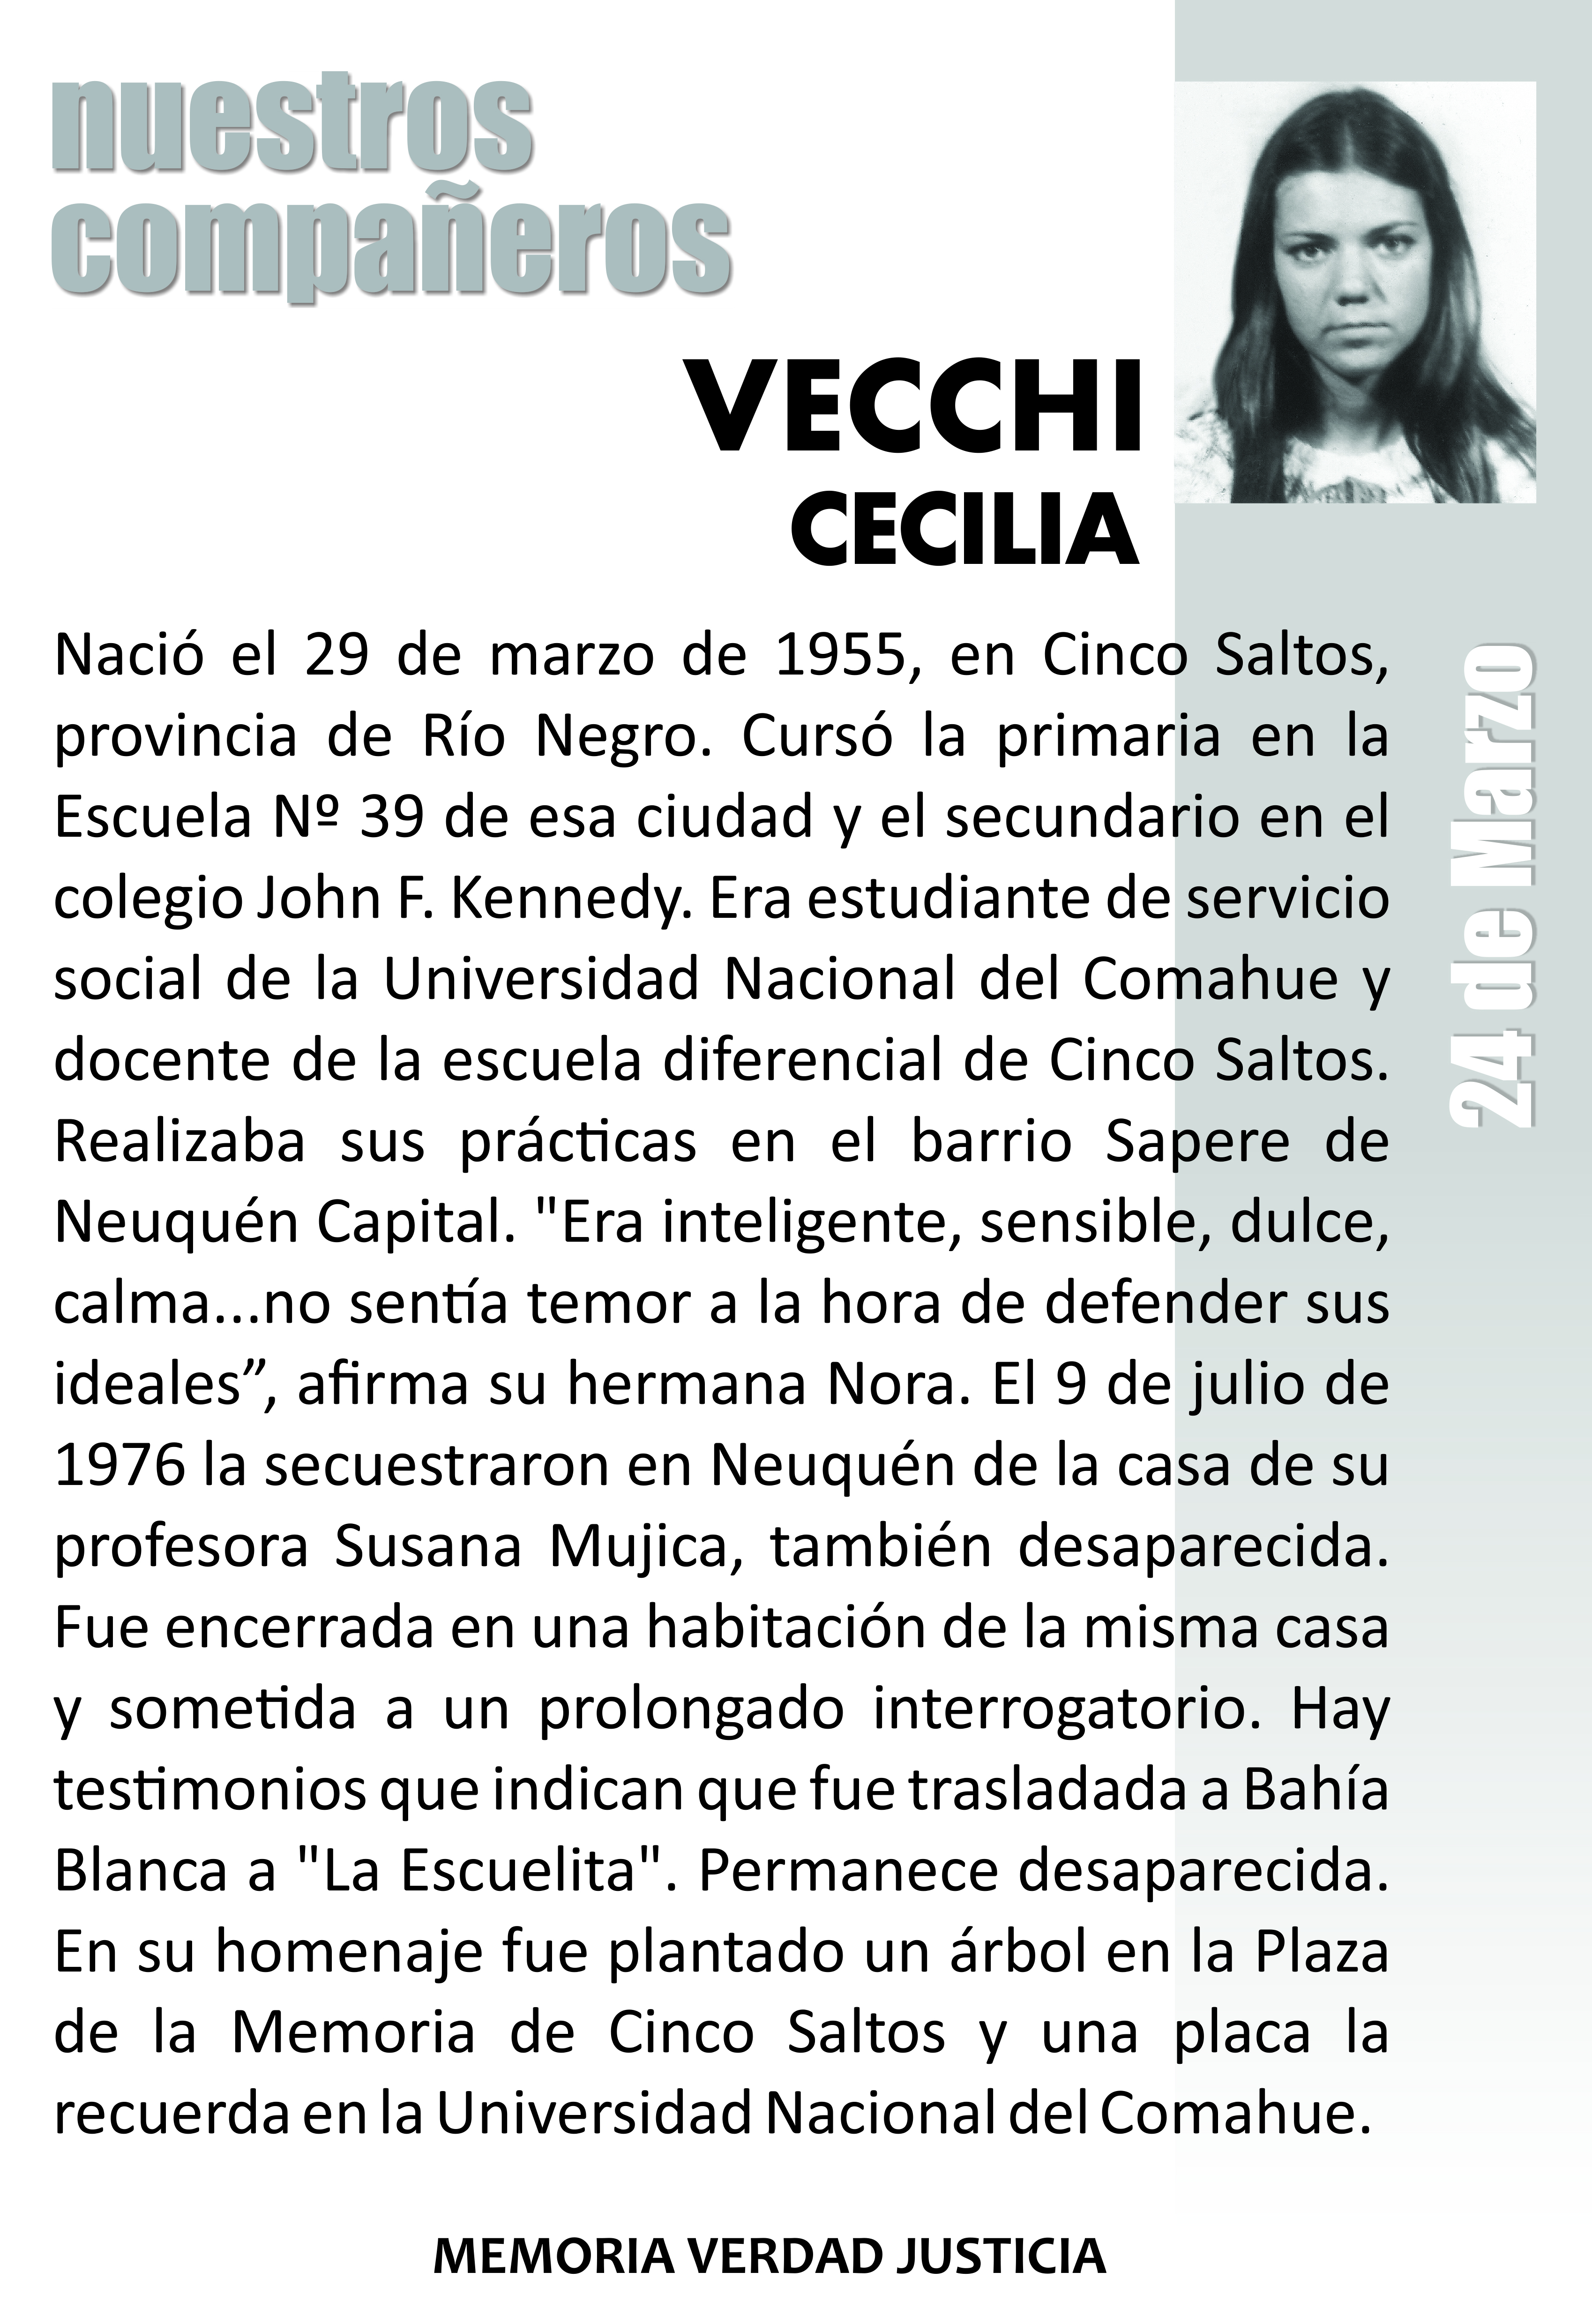 nuestros
compañeros
VECCHI
CECILIA
Nació el 29 de marzo de 1955, en Cinco Saltos,
provincia de Río Negro. Cursó la primaria en la
Escuela Nº 39 de esa ciudad y el secundario en el
colegio John F. Kennedy. Era estudiante de servicio
social de la Universidad Nacional del Comahue y
docente de la escuela diferencial de Cinco Saltos.
Realizaba sus prácticas en el barrio Sapere de
Neuquén Capital. "Era inteligente, sensible, dulce,
calma...no sentía temor a la hora de defender sus
ideales”, afirma su hermana Nora. El 9 de julio de
1976 la secuestraron en Neuquén de la casa de su
profesora Susana Mujica, también desaparecida.
Fue encerrada en una habitación de la misma casa
y sometida a un prolongado interrogatorio. Hay
testimonios que indican que fue trasladada a Bahía
Blanca a "La Escuelita". Permanece desaparecida.
En su homenaje fue plantado un árbol en la Plaza
de la Memoria de Cinco Saltos y una placa la
recuerda en la Universidad Nacional del Comahue.
24 de Marzo
MEMORIA VERDAD JUSTICIA